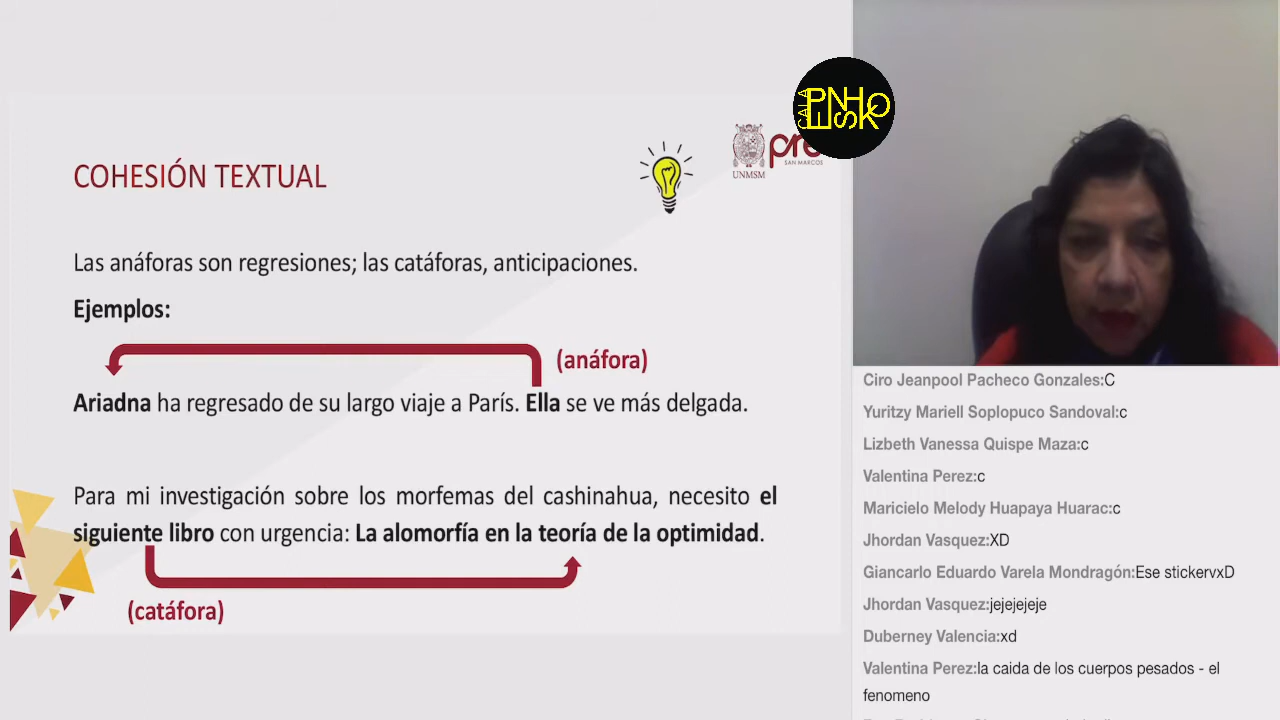 CALA
PENHOSK
pre
SAN MARCOS
UNMSM
COHESIÓN TEXTUAL
Las anáforas son regresiones; las catáforas, anticipaciones.
Ejemplos:
(anáfora)
Ariadna ha regresado de su largo viaje a París. Ella se ve más delgada.
Para mi investigación sobre los morfemas del cashinahua, necesito el
siguiente libro con urgencia: La alomorfía en la teoría de la optimidad.
(catáfora)
Ciro Jeanpool Pacheco Gonzales:C
Yuritzy Mariell Soplopuco Sandoval:c
Lizbeth Vanessa Quispe Maza:c
Valentina Perez:c
Maricielo Melody Huapaya Huarac:c
Jhordan Vasquez:XD
Giancarlo Eduardo Varela Mondragón:Ese stickervxD
Jhordan Vasquez:jejejejeje
Duberney Valencia:xd
Valentina Perez:la caida de los cuerpos pesados - el
fenomeno